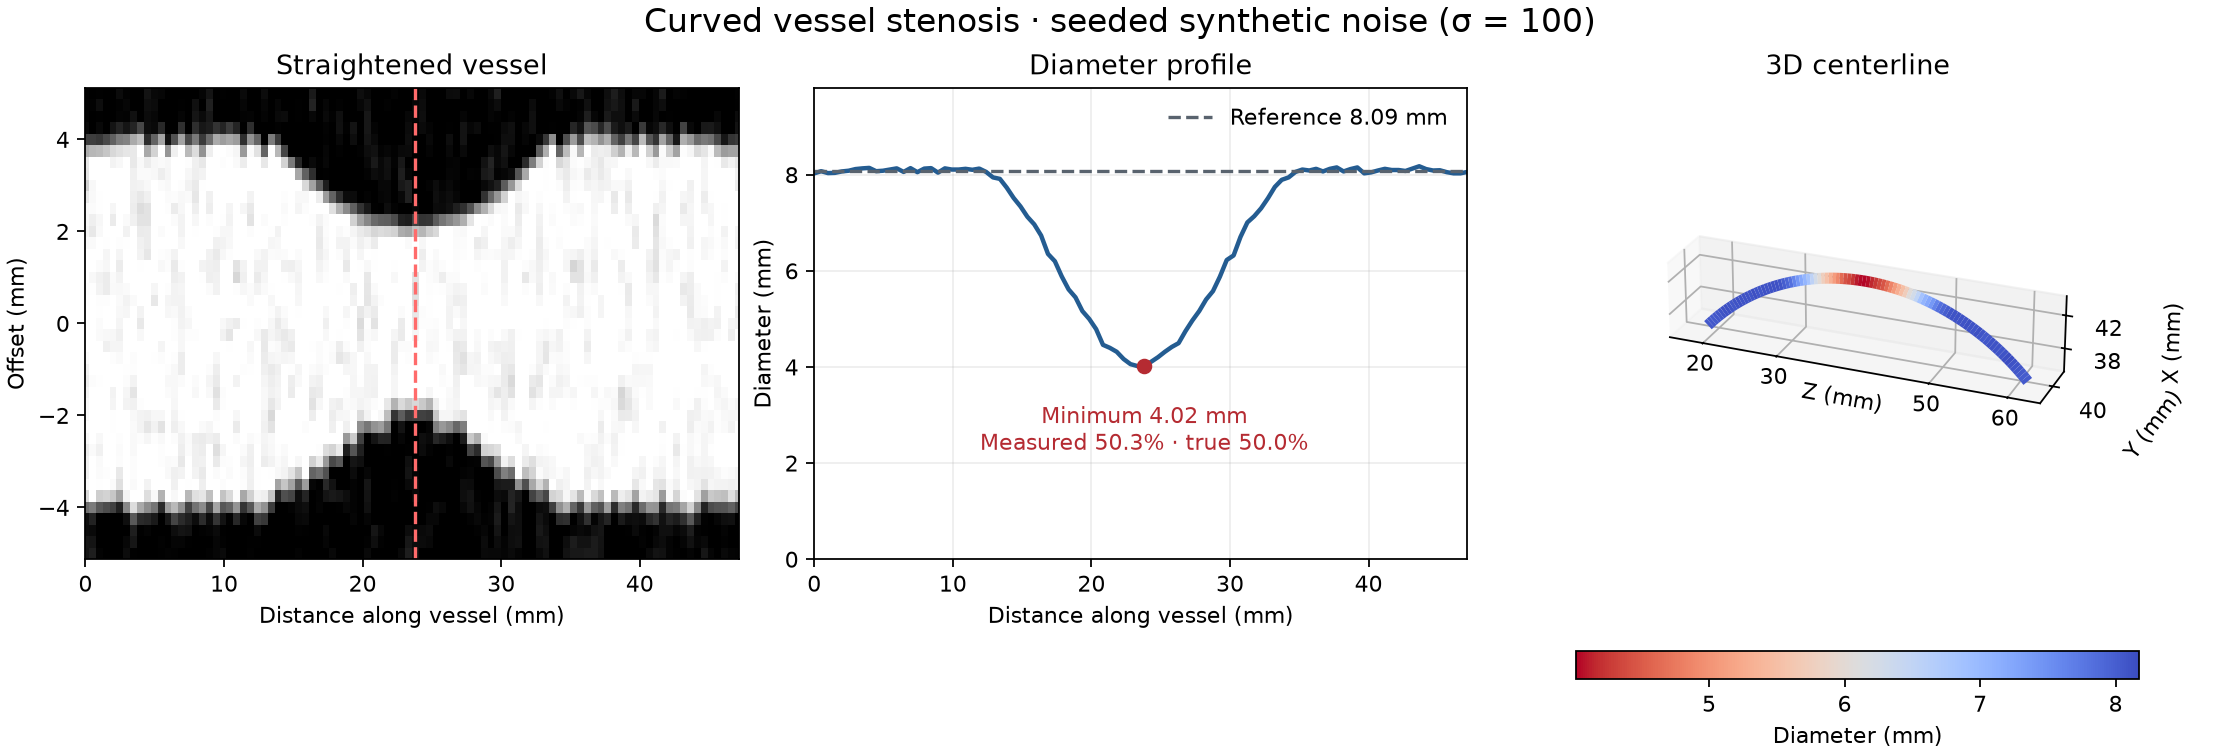 Curved vessel stenosis · seeded synthetic noise (σ = 100)
Straightened vessel
4
2
0
−2
−4
Offset (mm)
0
10
20
30
40
Distance along vessel (mm)
Diameter profile
Reference 8.09 mm
8
6
4
2
0
Diameter (mm)
Minimum 4.02 mm
Measured 50.3% · true 50.0%
0
10
20
30
40
Distance along vessel (mm)
3D centerline
20
30
50
60
Z (mm)
40
Y (mm)
42
38
X (mm)
5
6
7
8
Diameter (mm)